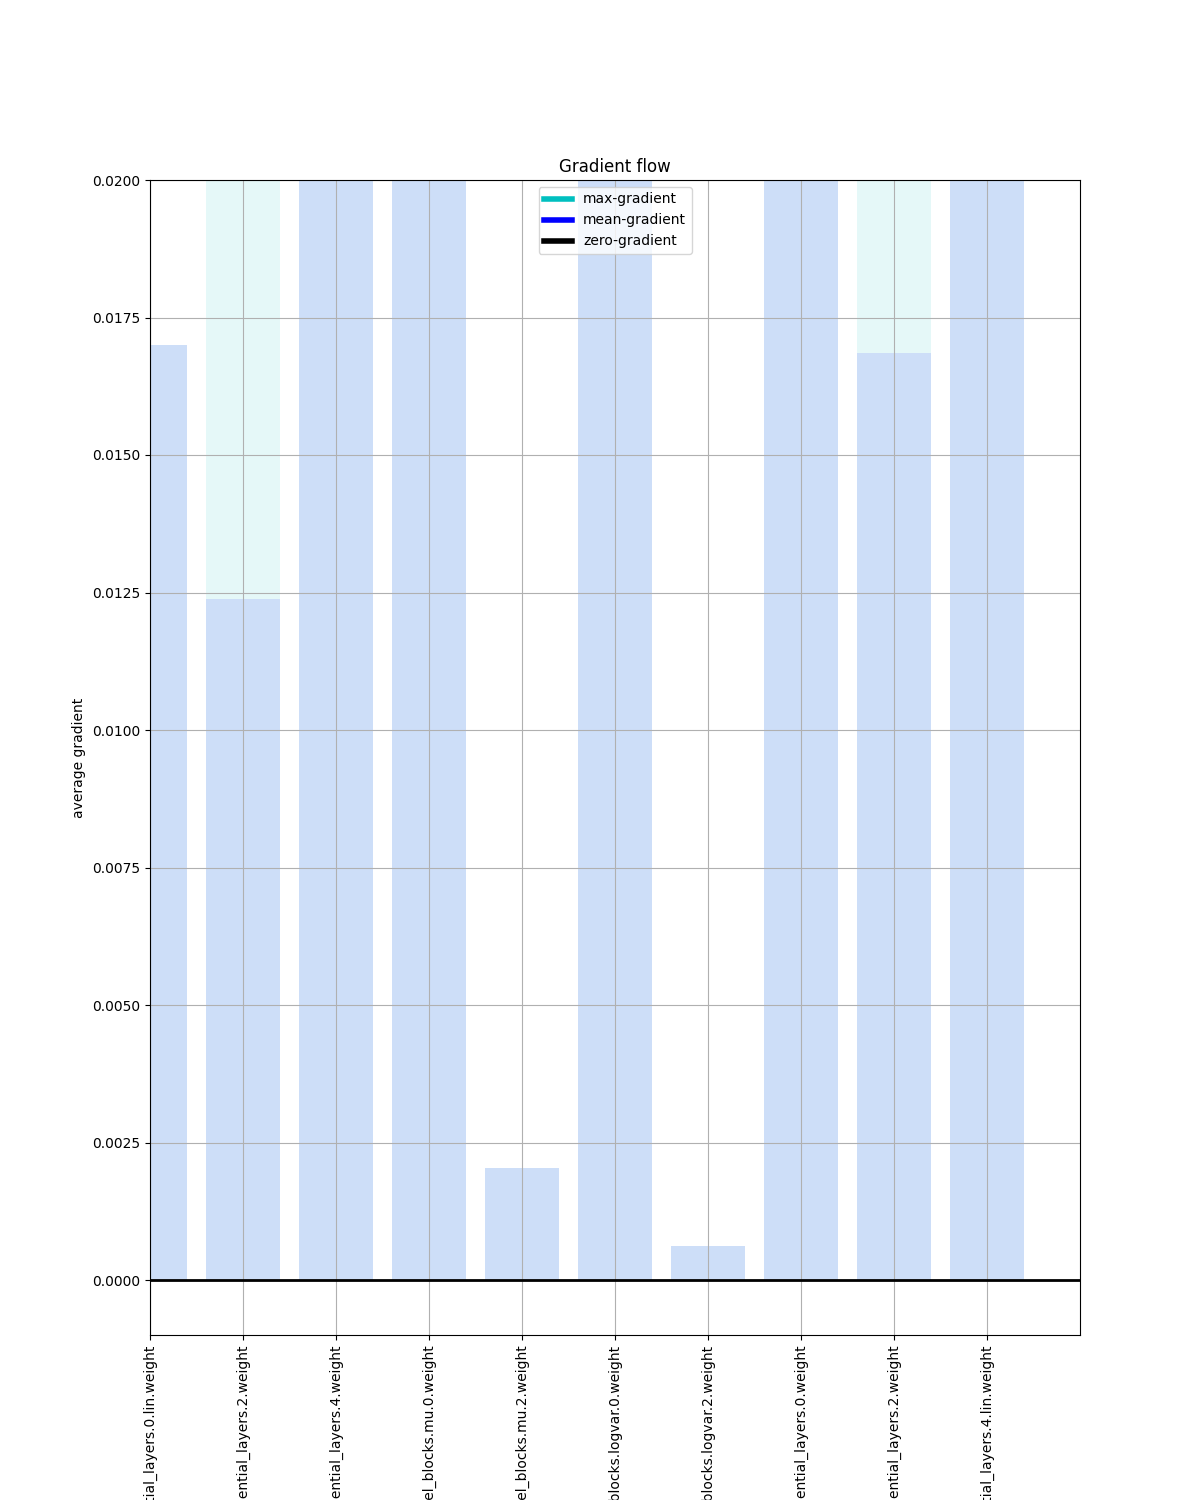 Gradient flow
max-gradient
mean-gradient
zero-gradient
0.0200
0.0175
0.0150
0.0125
0.0100
0.0075
0.0050
0.0025
0.0000
average gradient
tial_layers.0.lin.weight
ential_layers.2.weight
ential_layers.4.weight
el_blocks.mu.0.weight
el_blocks.mu.2.weight
blocks.logvar.0.weight
blocks.logvar.2.weight
ential_layers.0.weight
ential_layers.2.weight
tial_layers.4.lin.weight